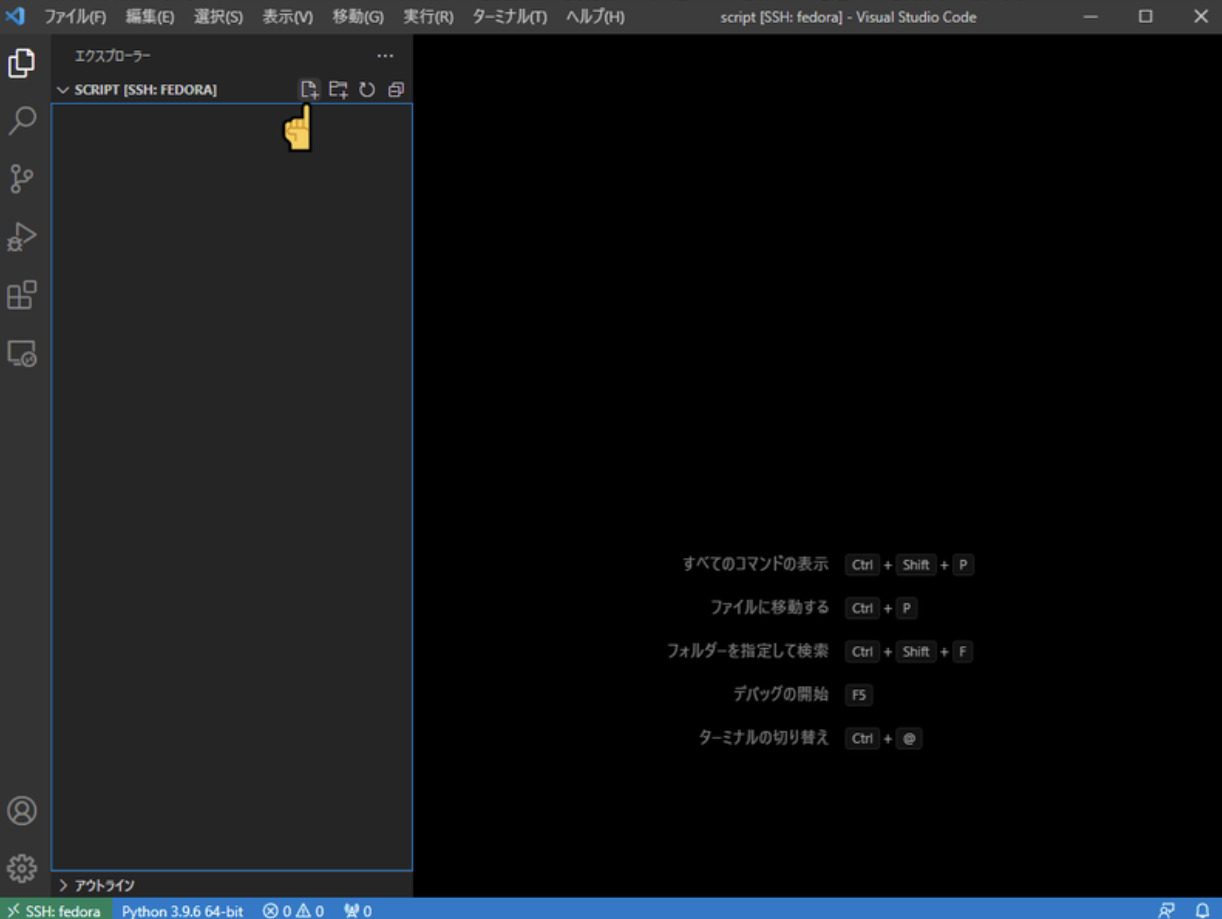 ファイル(F) 編集(E) 選択(S) 表示(V) 移動(G) 実行(R) ターミナル(T) ヘルプ(H) script [SSH: fedora] - Visual Studio Code
エクスプローラー
SCRIPT [SSH: FEDORA]
すべてのコマンドの表示 Ctrl + Shift + P
ファイルに移動する Ctrl + P
フォルダーを指定して検索 Ctrl + Shift + F
デバッグの開始 F5
ターミナルの切り替え Ctrl + @
アウトライン
SSH: fedora Python 3.9.6 64-bit 0 0 0